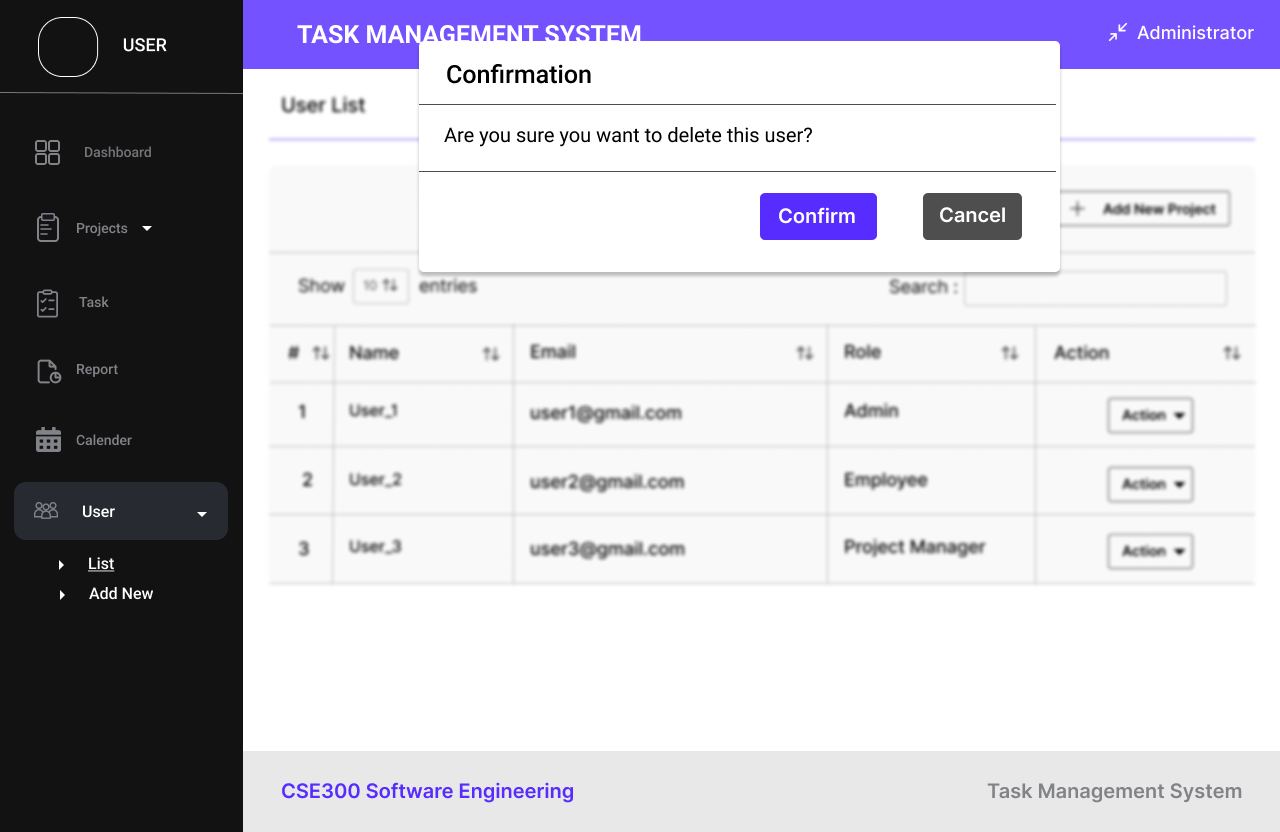 USER
Dashboard
Projects
Task
Report
Calender
User
List
Add New
TASK MANAGEMENT SYSTEM
Administrator
Confirmation
Are you sure you want to delete this user?
Confirm
Cancel
User List
Add New Project
Show 10 entries
Search :
# Name Email Role Action
1 User_1 user1@gmail.com Admin Action
2 User_2 user2@gmail.com Employee Action
3 User_3 user3@gmail.com Project Manager Action
CSE300 Software Engineering
Task Management System